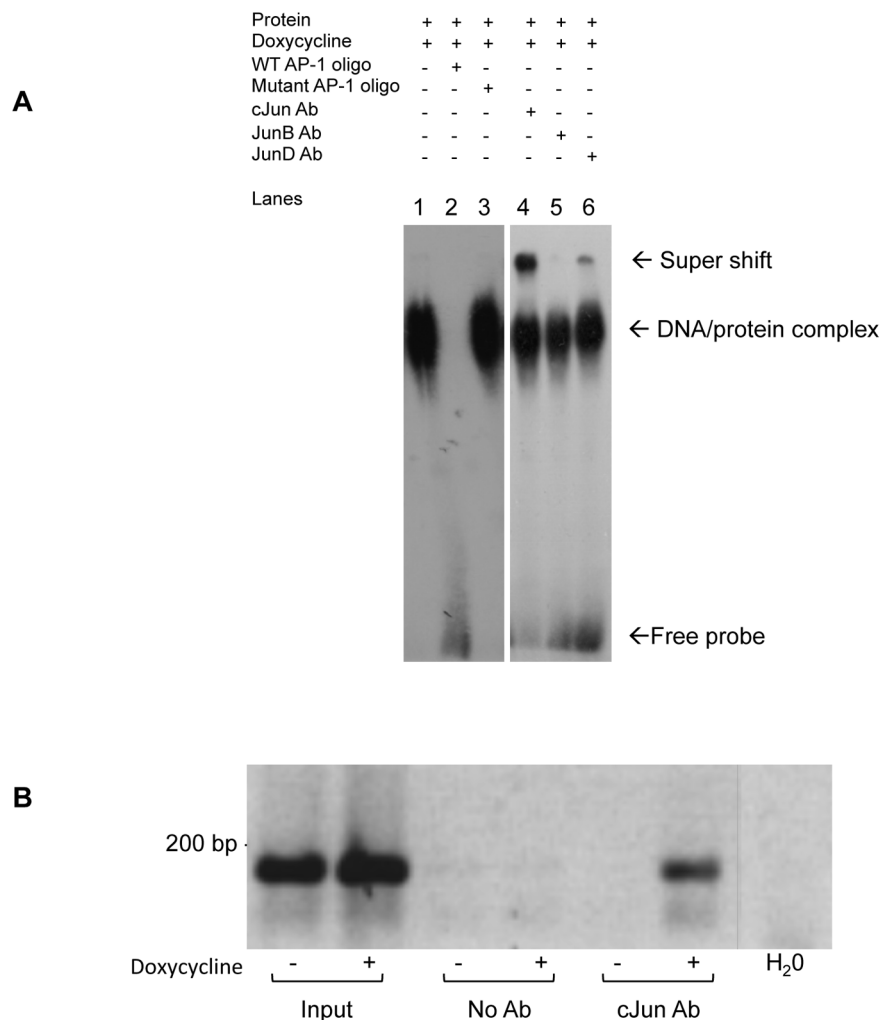 A
Protein + + + + + +
Doxycycline + + + + + +
WT AP-1 oligo - + - - - -
Mutant AP-1 oligo - - + - - -
cJun Ab - - - + - -
JunB Ab - - - - + -
JunD Ab - - - - - +
Lanes 1 2 3 4 5 6
← Super shift
← DNA/protein complex
←Free probe
B
200 bp -
Doxycycline - + - + - + H₂0
Input No Ab cJun Ab